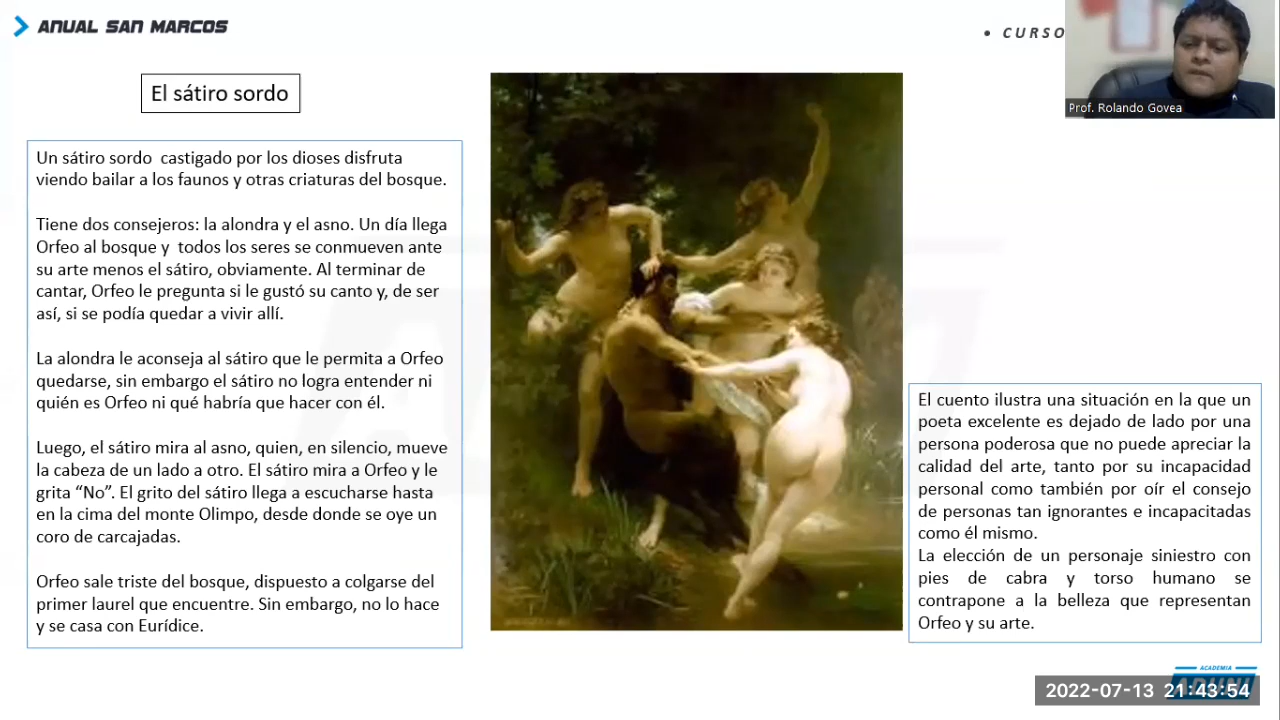 ANUAL SAN MARCOS
• CURSO
Prof. Rolando Govea
El sátiro sordo
Un sátiro sordo castigado por los dioses disfruta
viendo bailar a los faunos y otras criaturas del bosque.
Tiene dos consejeros: la alondra y el asno. Un día llega
Orfeo al bosque y todos los seres se conmueven ante
su arte menos el sátiro, obviamente. Al terminar de
cantar, Orfeo le pregunta si le gustó su canto y, de ser
así, si se podía quedar a vivir allí.
La alondra le aconseja al sátiro que le permita a Orfeo
quedarse, sin embargo el sátiro no logra entender ni
quién es Orfeo ni qué habría que hacer con él.
Luego, el sátiro mira al asno, quien, en silencio, mueve
la cabeza de un lado a otro. El sátiro mira a Orfeo y le
grita “No”. El grito del sátiro llega a escucharse hasta
en la cima del monte Olimpo, desde donde se oye un
coro de carcajadas.
Orfeo sale triste del bosque, dispuesto a colgarse del
primer laurel que encuentre. Sin embargo, no lo hace
y se casa con Eurídice.
El cuento ilustra una situación en la que un
poeta excelente es dejado de lado por una
persona poderosa que no puede apreciar la
calidad del arte, tanto por su incapacidad
personal como también por oír el consejo
de personas tan ignorantes e incapacitadas
como él mismo.
La elección de un personaje siniestro con
pies de cabra y torso humano se
contrapone a la belleza que representan
Orfeo y su arte.
ACADEMIA
2022-07-13 21:43:54